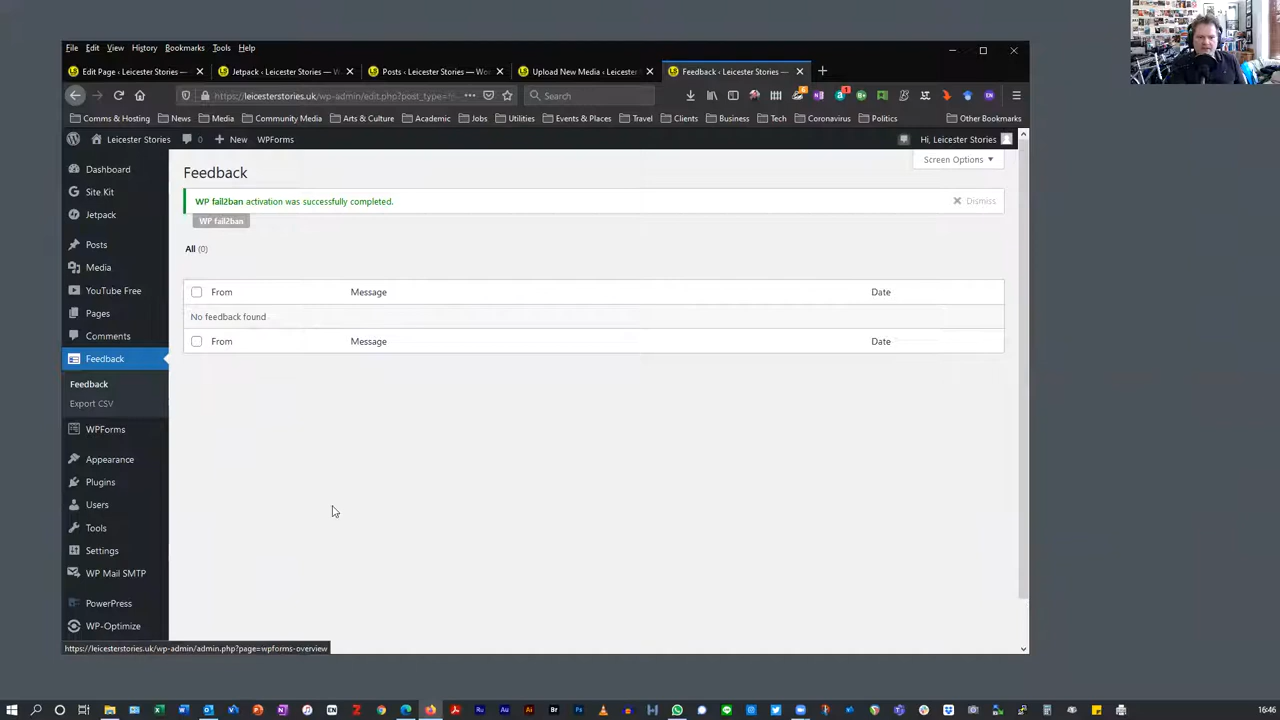 File Edit View History Bookmarks Tools Help
Edit Page ‹ Leicester Stories —
Jetpack ‹ Leicester Stories — W
Posts ‹ Leicester Stories — Wo
Upload New Media ‹ Leicester
Feedback ‹ Leicester Stories —
https://leicesterstories.uk/wp-admin/edit.php?post_type=
Search
Comms & Hosting News Media Community Media Arts & Culture Academic Jobs Utilities Events & Places Travel Clients Business Tech Coronavirus Politics Other Bookmarks
Leicester Stories 0 New WPForms Hi, Leicester Stories
Screen Options
Dashboard
Site Kit
Jetpack
Posts
Media
YouTube Free
Pages
Comments
Feedback
Feedback
Export CSV
WPForms
Appearance
Plugins
Users
Tools
Settings
WP Mail SMTP
PowerPress
WP-Optimize
Feedback
WP fail2ban activation was successfully completed. Dismiss
WP fail2ban
All (0)
From Message Date
No feedback found
From Message Date
https://leicesterstories.uk/wp-admin/admin.php?page=wpforms-overview
16:46